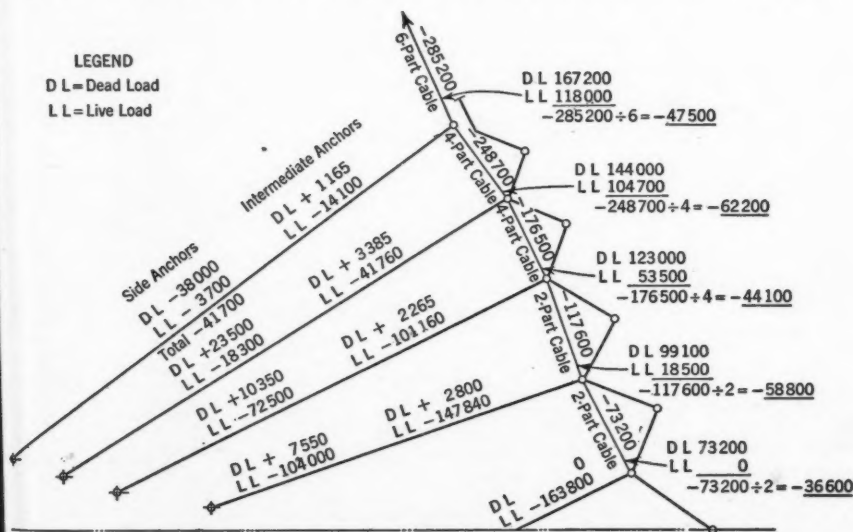 LEGEND
D L = Dead Load
L L = Live Load
-285200
6-Part Cable
D L 167200
L L 118000
-285200 ÷ 6 = -47500
-248700
4-Part Cable
D L 144000
L L 104700
-248700 ÷ 4 = -62200
-176500
4-Part Cable
D L 123000
L L 53500
-176500 ÷ 4 = -44100
-117600
2-Part Cable
D L 99100
L L 18500
-117600 ÷ 2 = -58800
-73200
2-Part Cable
D L 73200
L L 0
-73200 ÷ 2 = -36600
Intermediate Anchors
D L + 1165
L L -14100
Side Anchors
D L -38000
L L - 3700
Total -41700
D L + 3385
L L -41760
D L +23500
L L -18300
D L + 2265
L L -101160
D L +10350
L L -72500
D L + 2800
L L -147840
D L + 7550
L L -104000
D L 0
L L -163800